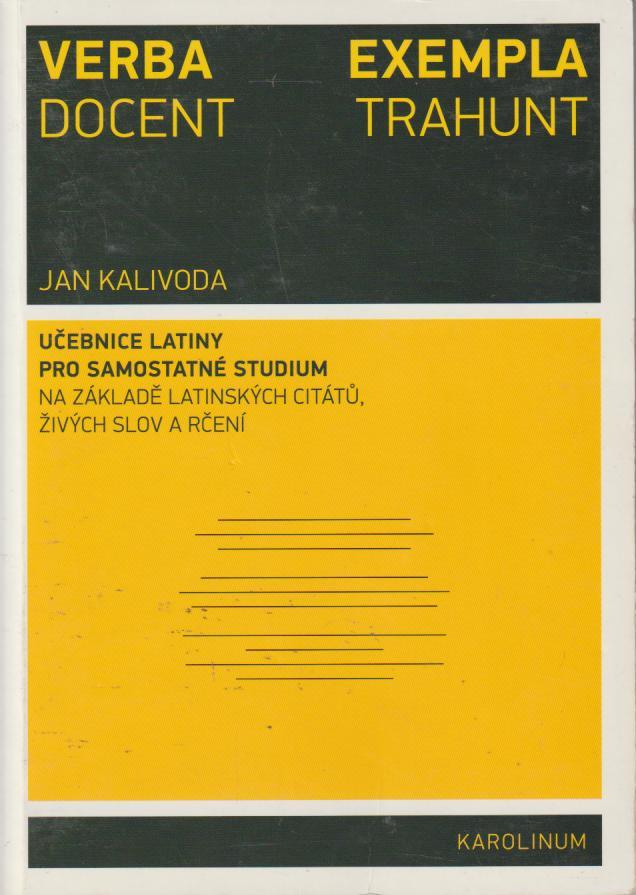 VERBA EXEMPLA
DOCENT TRAHUNT
JAN KALIVODA
UČEBNICE LATINY
PRO SAMOSTATNÉ STUDIUM
NA ZÁKLADĚ LATINSKÝCH CITÁTŮ,
ŽIVÝCH SLOV A RČENÍ
KAROLINUM